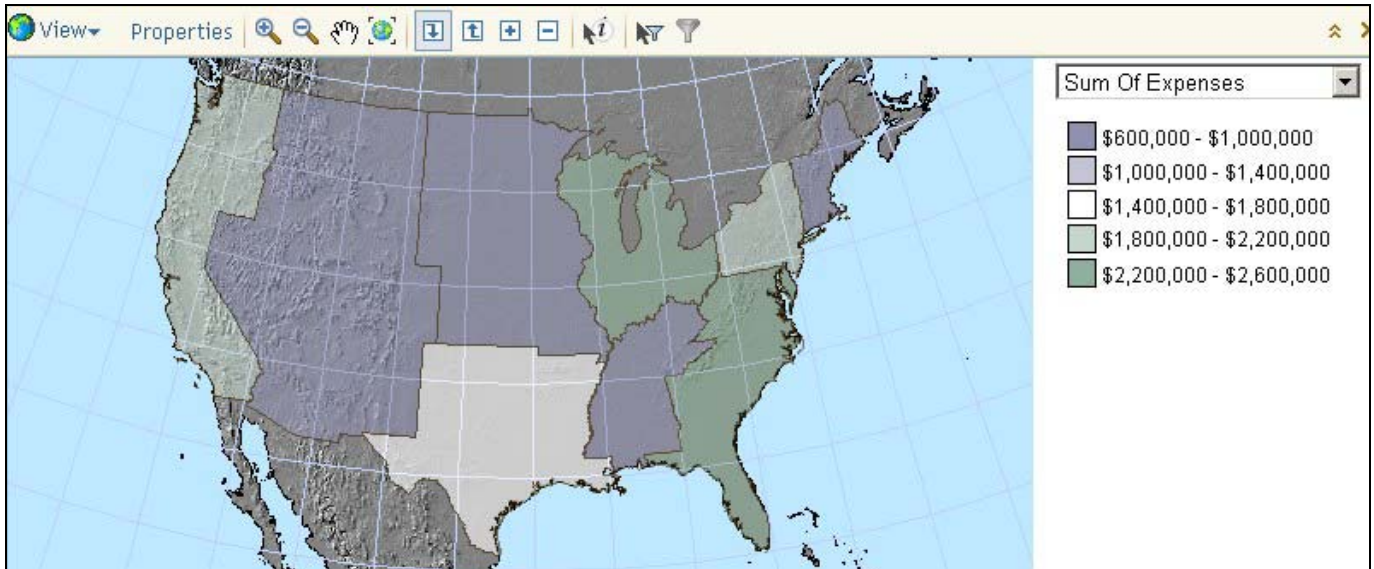 View Properties
Sum Of Expenses
$600,000 - $1,000,000
$1,000,000 - $1,400,000
$1,400,000 - $1,800,000
$1,800,000 - $2,200,000
$2,200,000 - $2,600,000